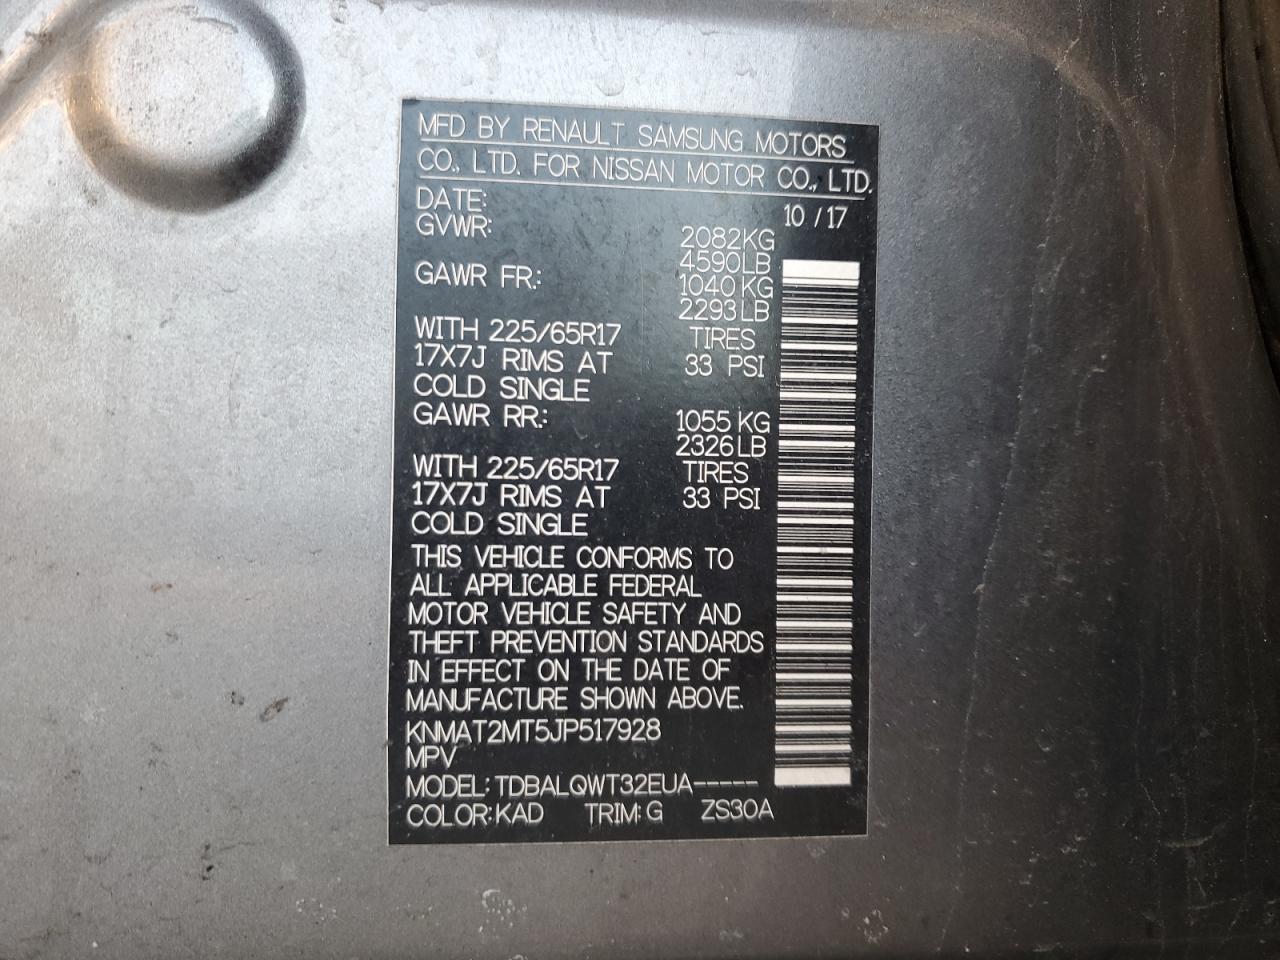 MFD BY RENAULT SAMSUNG MOTORS
CO., LTD. FOR NISSAN MOTOR CO., LTD.
DATE: 10 / 17
GVWR: 2082KG
4590LB
GAWR FR.: 1040 KG
2293LB
WITH 225/65R17 TIRES
17X7J RIMS AT 33 PSI
COLD SINGLE
GAWR RR.: 1055 KG
2326LB
WITH 225/65R17 TIRES
17X7J RIMS AT 33 PSI
COLD SINGLE
THIS VEHICLE CONFORMS TO
ALL APPLICABLE FEDERAL
MOTOR VEHICLE SAFETY AND
THEFT PREVENTION STANDARDS
IN EFFECT ON THE DATE OF
MANUFACTURE SHOWN ABOVE.
KNMAT2MT5JP517928
MPV
MODEL: TDBALQWT32EUA-----
COLOR: KAD TRIM: G ZS30A